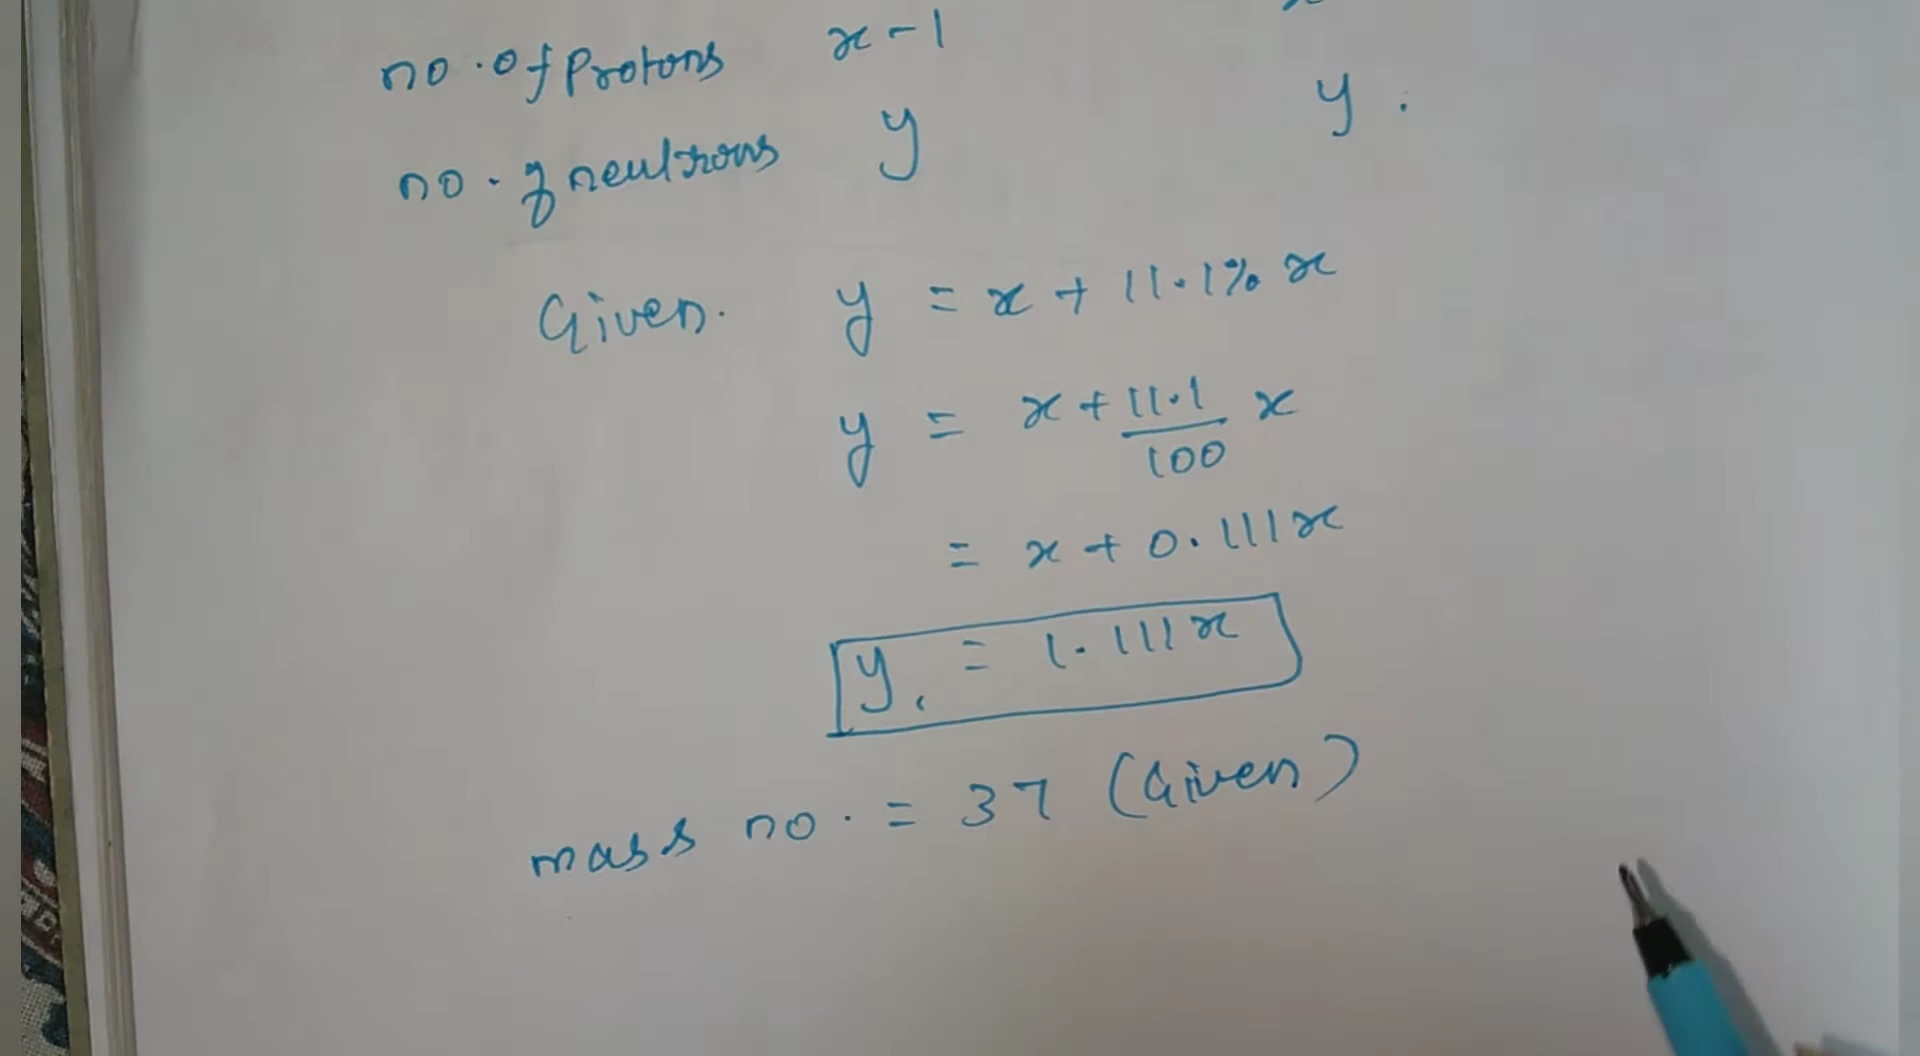 no. of Protons x-1
no. of neutrons y y.
Given. y = x + 11.1% x
y = x + 11.1/100 x
= x + 0.111x
y, = 1.111x
mass no. = 37 (Given)